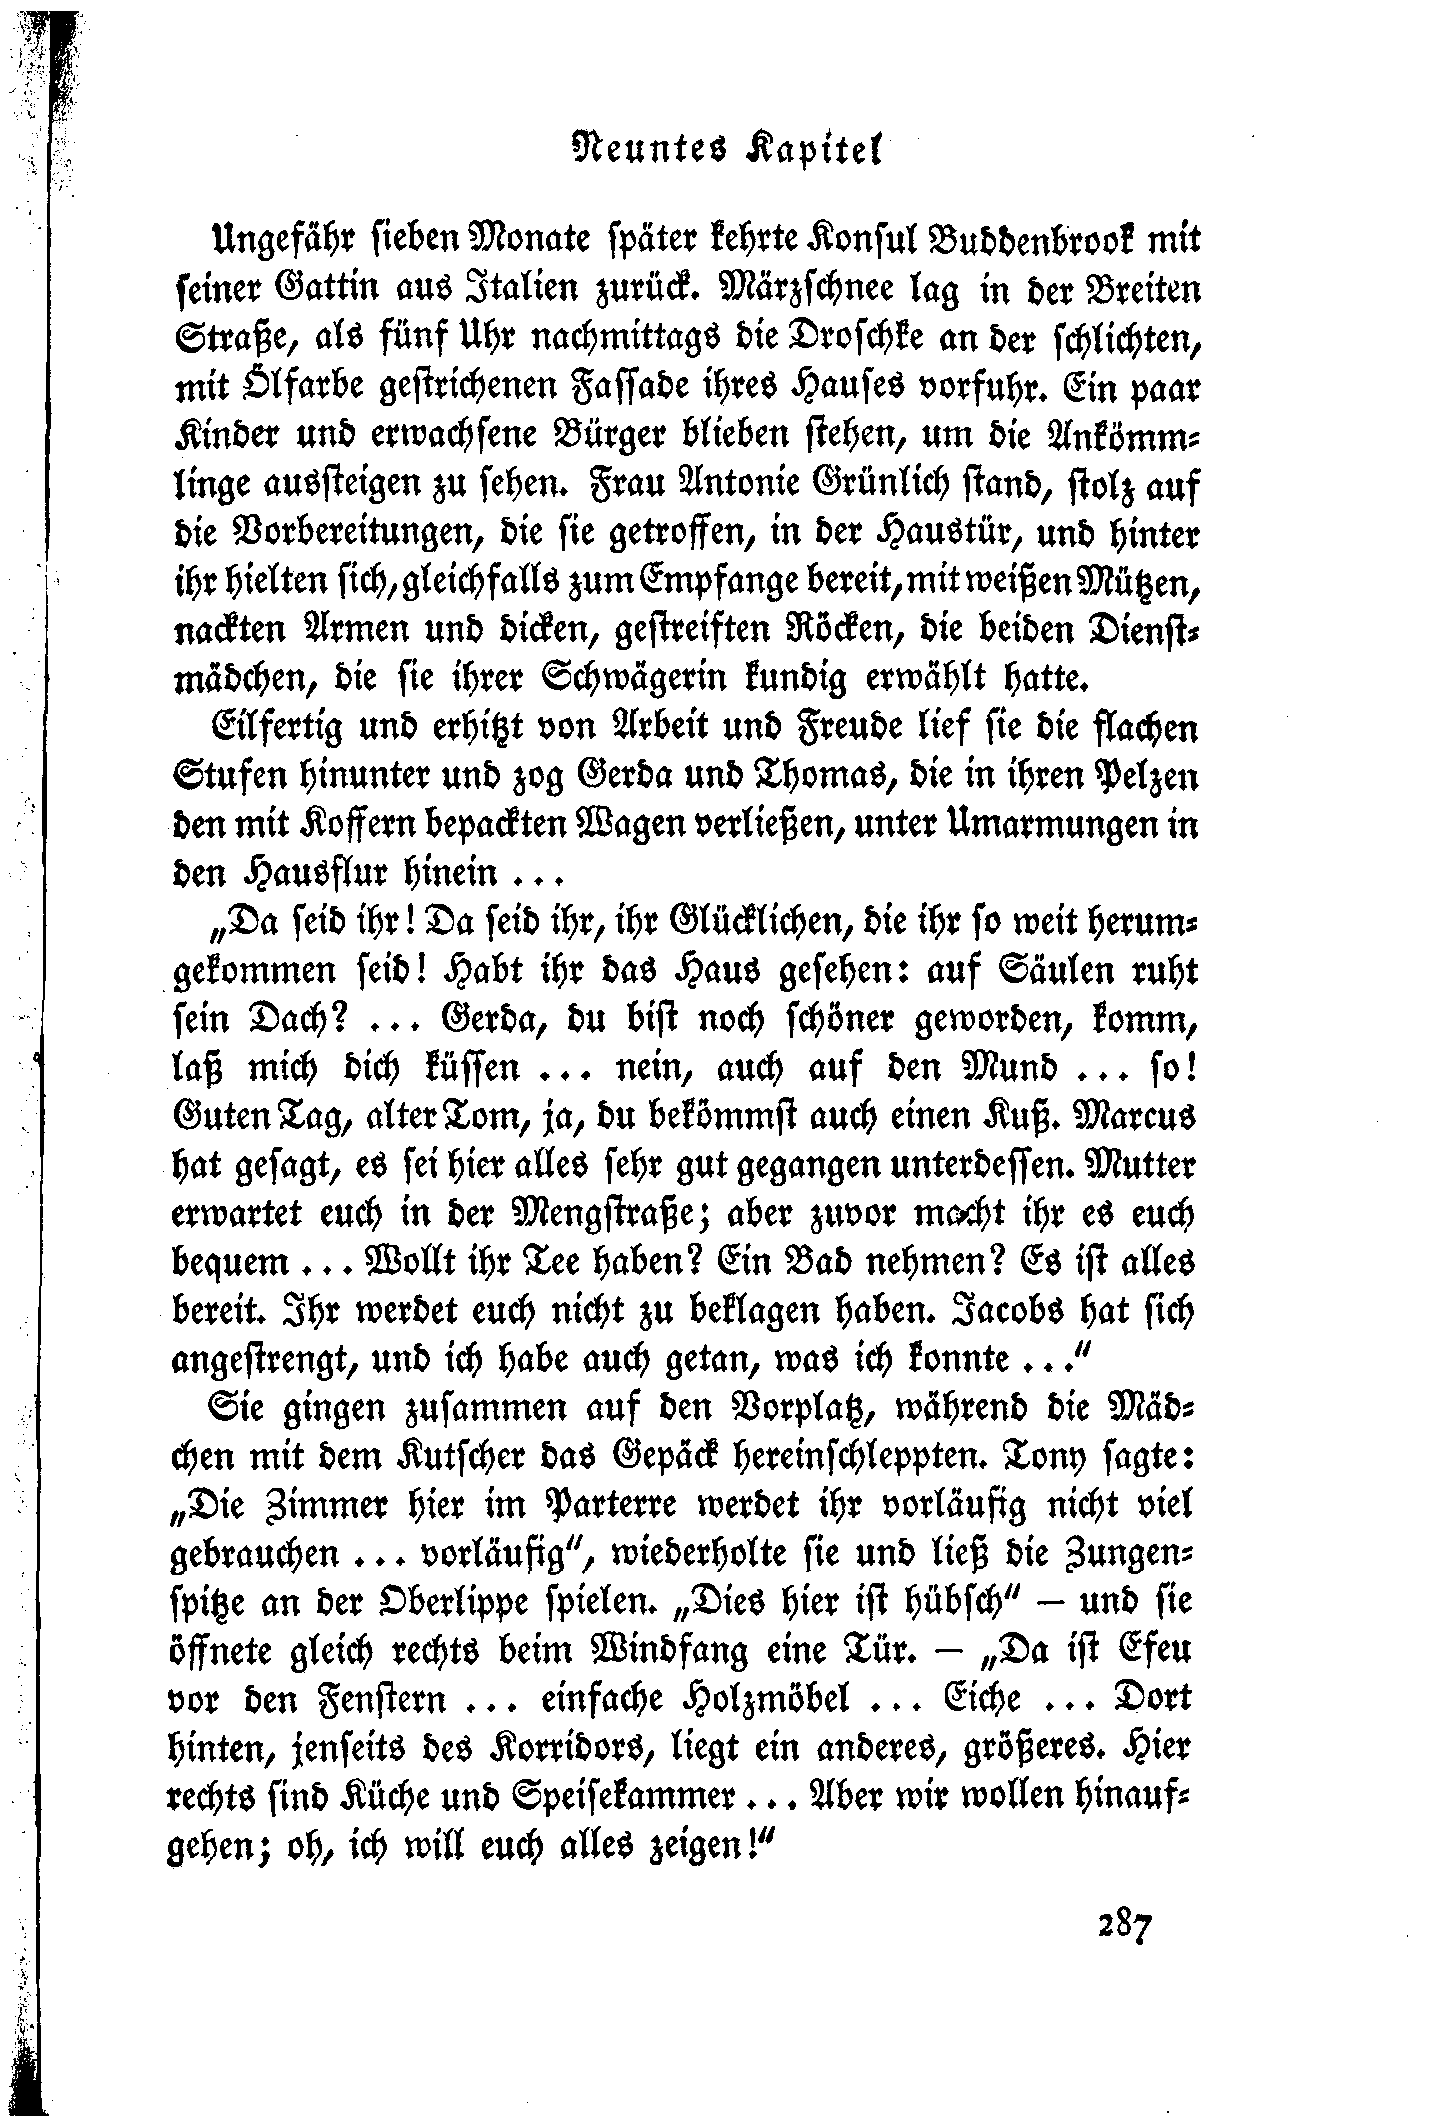 Neuntes Kapitel
Ungefähr sieben Monate später kehrte Konsul Buddenbrook mit
seiner Gattin aus Italien zurück. Märzschnee lag in der Breiten
Straße, als fünf Uhr nachmittags die Droschke an der schlichten,
mit Ölfarbe gestrichenen Fassade ihres Hauses vorfuhr. Ein paar
Kinder und erwachsene Bürger blieben stehen, um die Ankömm-
linge aussteigen zu sehen. Frau Antonie Grünlich stand, stolz auf
die Vorbereitungen, die sie getroffen, in der Haustür, und hinter
ihr hielten sich, gleichfalls zum Empfange bereit, mit weißen Mützen,
nackten Armen und dicken, gestreiften Röcken, die beiden Dienst-
mädchen, die sie ihrer Schwägerin kundig erwählt hatte.
Eilfertig und erhitzt von Arbeit und Freude lief sie die flachen
Stufen hinunter und zog Gerda und Thomas, die in ihren Pelzen
den mit Koffern bepackten Wagen verließen, unter Umarmungen in
den Hausflur hinein ...
„Da seid ihr! Da seid ihr, ihr Glücklichen, die ihr so weit herum-
gekommen seid! Habt ihr das Haus gesehen: auf Säulen ruht
sein Dach? ... Gerda, du bist noch schöner geworden, komm,
laß mich dich küssen ... nein, auch auf den Mund ... so!
Guten Tag, alter Tom, ja, du bekömmst auch einen Kuß. Marcus
hat gesagt, es sei hier alles sehr gut gegangen unterdessen. Mutter
erwartet euch in der Mengstraße; aber zuvor macht ihr es euch
bequem ... Wollt ihr Tee haben? Ein Bad nehmen? Es ist alles
bereit. Ihr werdet euch nicht zu beklagen haben. Jacobs hat sich
angestrengt, und ich habe auch getan, was ich konnte ...“
Sie gingen zusammen auf den Vorplatz, während die Mäd-
chen mit dem Kutscher das Gepäck hereinschleppten. Tony sagte:
„Die Zimmer hier im Parterre werdet ihr vorläufig nicht viel
gebrauchen ... vorläufig“, wiederholte sie und ließ die Zungen-
spitze an der Oberlippe spielen. „Dies hier ist hübsch“ — und sie
öffnete gleich rechts beim Windfang eine Tür. — „Da ist Efeu
vor den Fenstern ... einfache Holzmöbel ... Eiche ... Dort
hinten, jenseits des Korridors, liegt ein anderes, größeres. Hier
rechts sind Küche und Speisekammer ... Aber wir wollen hinauf-
gehen; oh, ich will euch alles zeigen!“
287